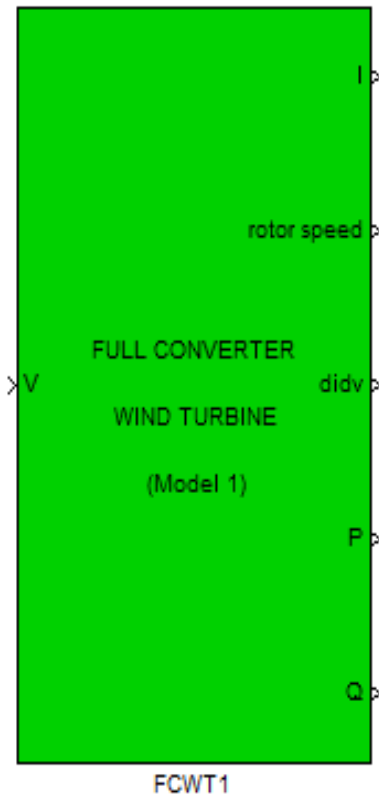 I
rotor speed
FULL CONVERTER
V
didv
WIND TURBINE
(Model 1)
P
Q
FCWT1